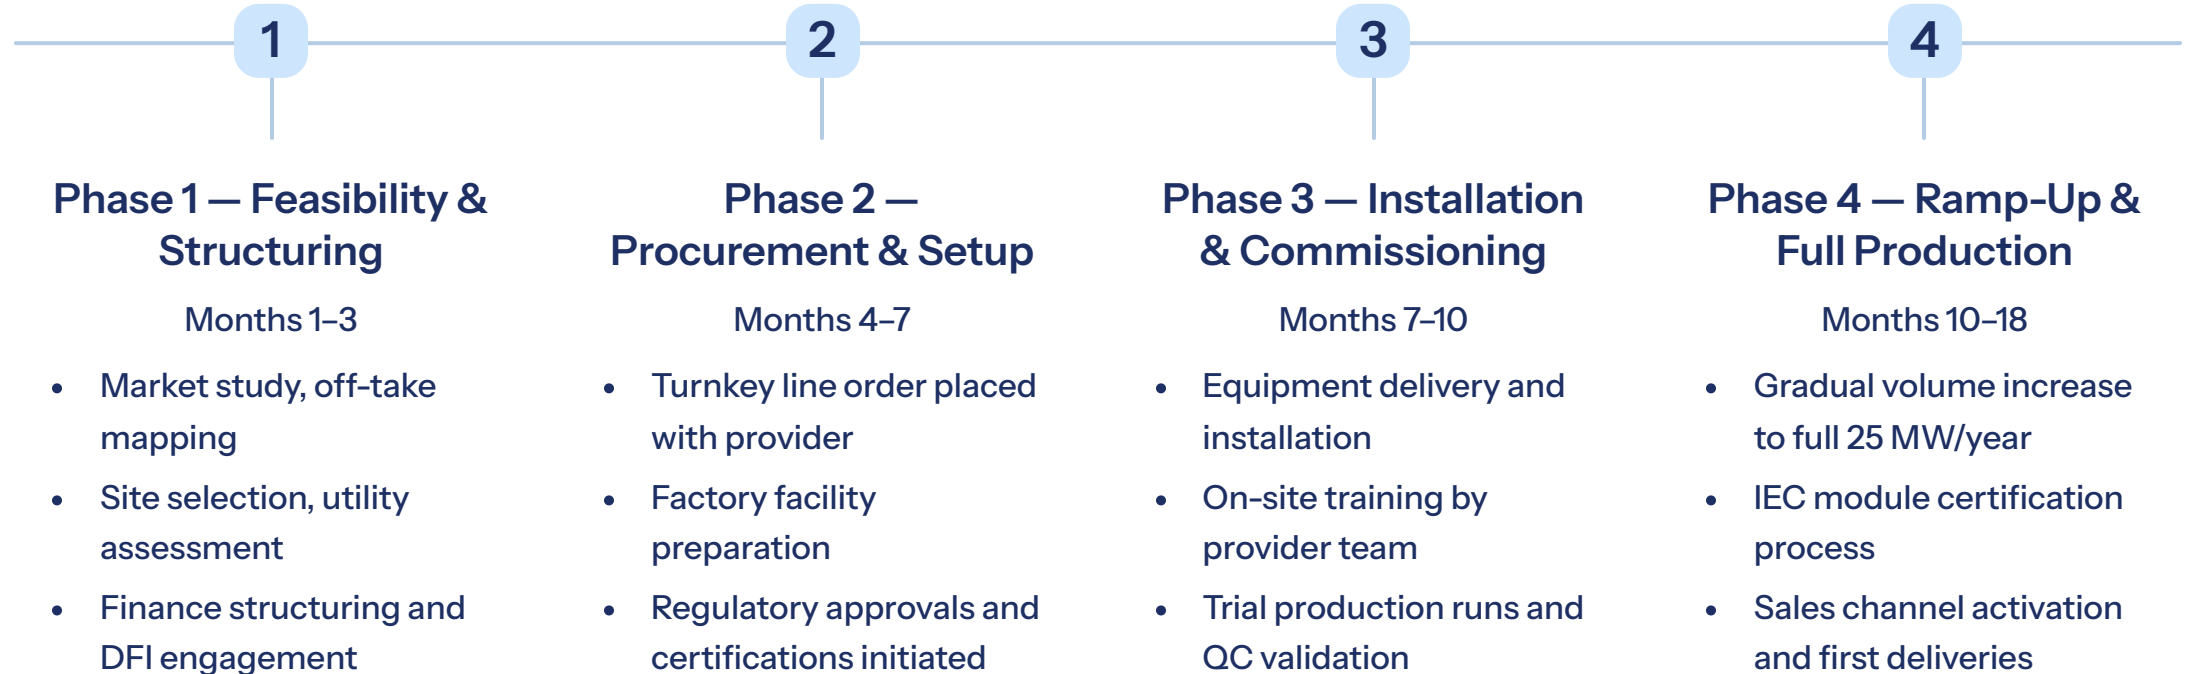 1
2
3
4
Phase 1 — Feasibility &
Structuring
Months 1–3
• Market study, off-take
mapping
• Site selection, utility
assessment
• Finance structuring and
DFI engagement
Phase 2 —
Procurement & Setup
Months 4–7
• Turnkey line order placed
with provider
• Factory facility
preparation
• Regulatory approvals and
certifications initiated
Phase 3 — Installation
& Commissioning
Months 7–10
• Equipment delivery and
installation
• On-site training by
provider team
• Trial production runs and
QC validation
Phase 4 — Ramp-Up &
Full Production
Months 10–18
• Gradual volume increase
to full 25 MW/year
• IEC module certification
process
• Sales channel activation
and first deliveries